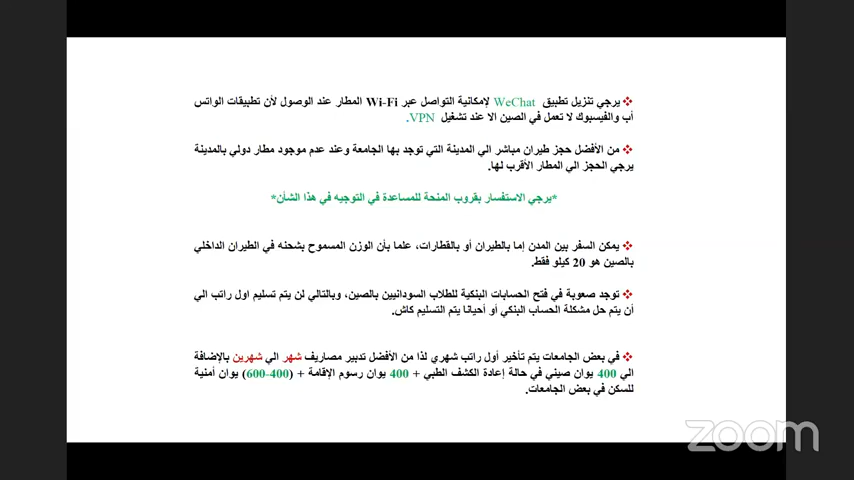 ❖ يرجي تنزيل تطبيق WeChat لإمكانية التواصل عبر Wi-Fi المطار عند الوصول لأن تطبيقات الواتس
أب والفيسبوك لا تعمل في الصين الا عند تشغيل VPN.
❖ من الأفضل حجز طيران مباشر الي المدينة التي توجد بها الجامعة وعند عدم موجود مطار دولي بالمدينة
يرجي الحجز الي المطار الأقرب لها.
*يرجي الاستفسار بقروب المنحة للمساعدة في التوجيه في هذا الشأن*
❖ يمكن السفر بين المدن إما بالطيران أو بالقطارات، علما بأن الوزن المسموح بشحنه في الطيران الداخلي
بالصين هو 20 كيلو فقط.
❖ توجد صعوبة في فتح الحسابات البنكية للطلاب السودانيين بالصين، وبالتالي لن يتم تسليم اول راتب الي
أن يتم حل مشكلة الحساب البنكي أو أحيانا يتم التسليم كاش.
❖ في بعض الجامعات يتم تأخير أول راتب شهري لذا من الأفضل تدبير مصاريف شهر الي شهرين بالإضافة
الي 400 يوان صيني في حالة إعادة الكشف الطبي + 400 يوان رسوم الإقامة + (400-600) يوان أمنية
للسكن في بعض الجامعات.
zoom